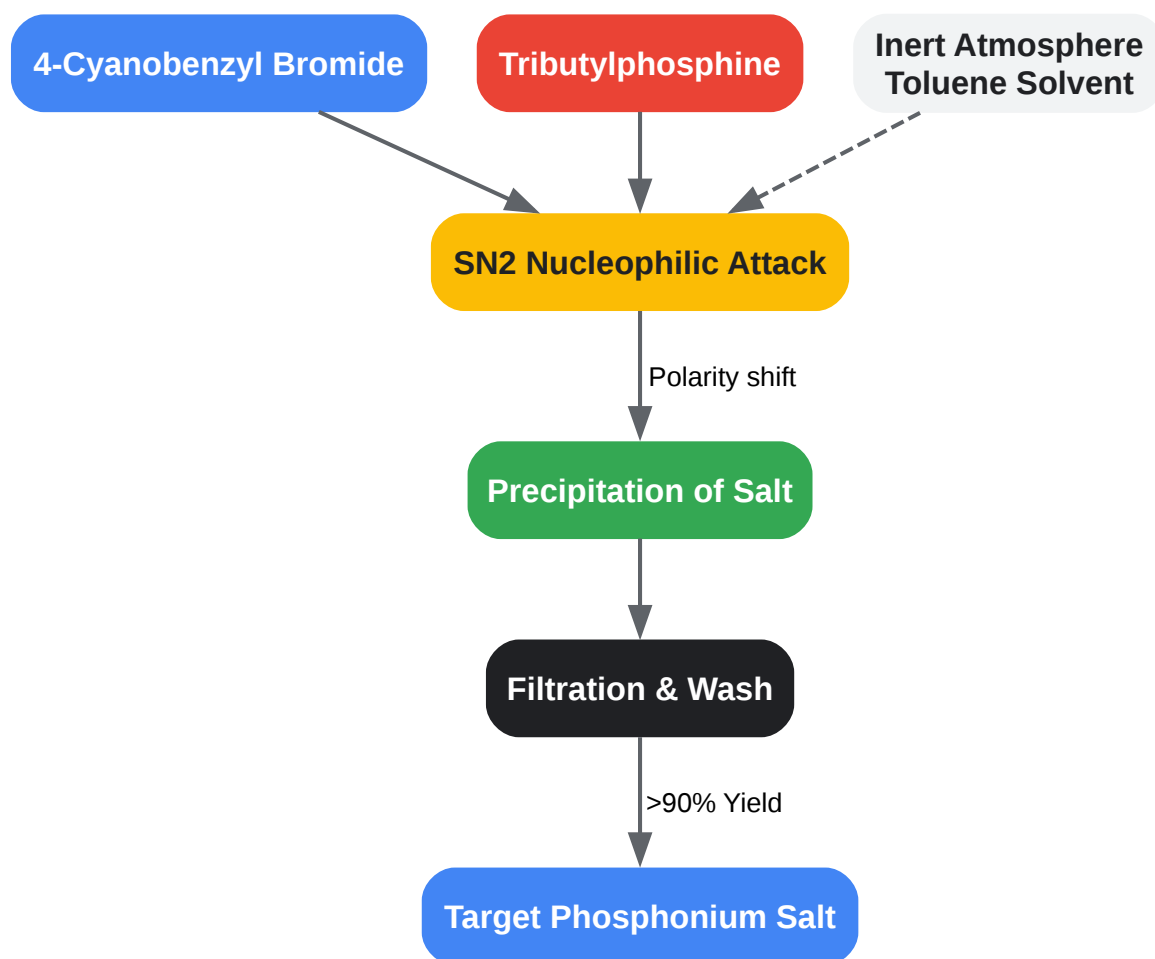 4-Cyanobenzyl Bromide
Tributylphosphine
Inert Atmosphere
Toluene Solvent
SN2 Nucleophilic Attack
Polarity shift
Precipitation of Salt
Filtration & Wash
>90% Yield
Target Phosphonium Salt